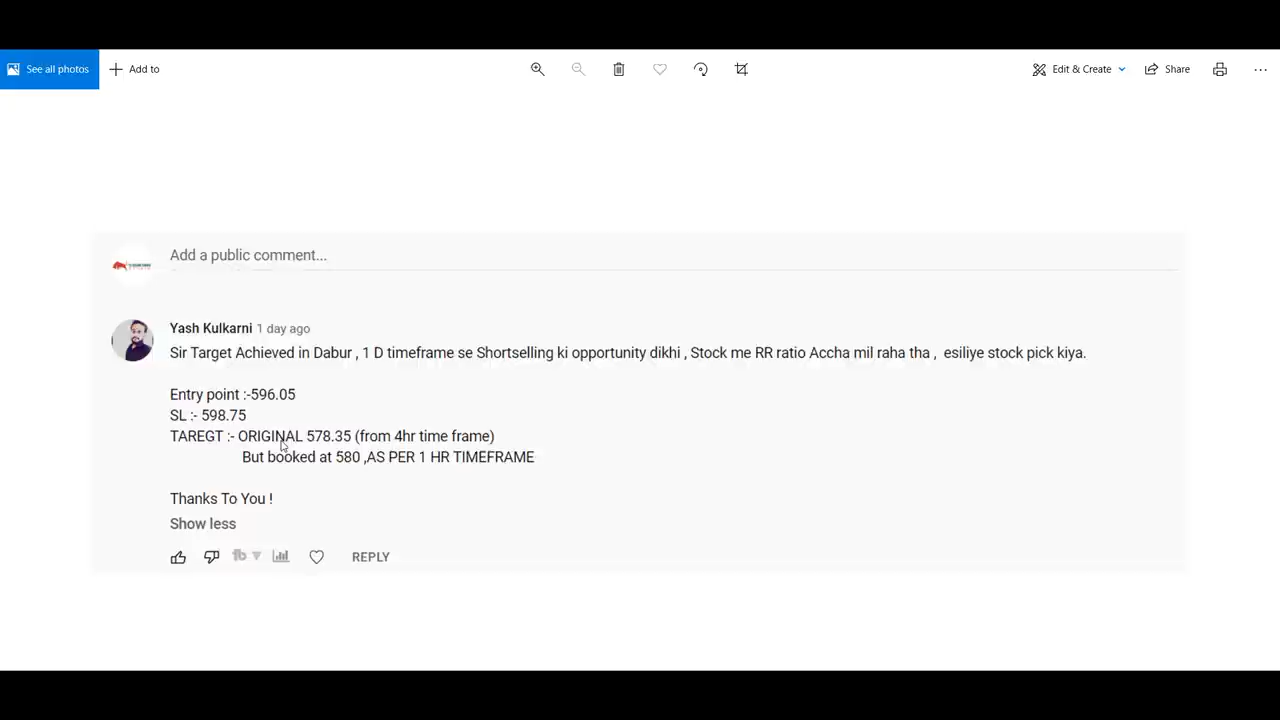 See all photos
Add to
Edit & Create
Share
Add a public comment...
Yash Kulkarni 1 day ago
Sir Target Achieved in Dabur , 1 D timeframe se Shortselling ki opportunity dikhi , Stock me RR ratio Accha mil raha tha , esiliye stock pick kiya.
Entry point :-596.05
SL :- 598.75
TAREGT :- ORIGINAL 578.35 (from 4hr time frame)
But booked at 580 ,AS PER 1 HR TIMEFRAME
Thanks To You !
Show less
REPLY